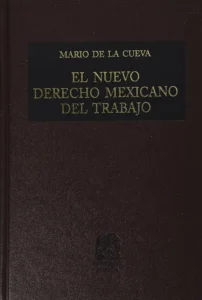 MARIO DE LA CUEVA
EL NUEVO
DERECHO MEXICANO
DEL TRABAJO